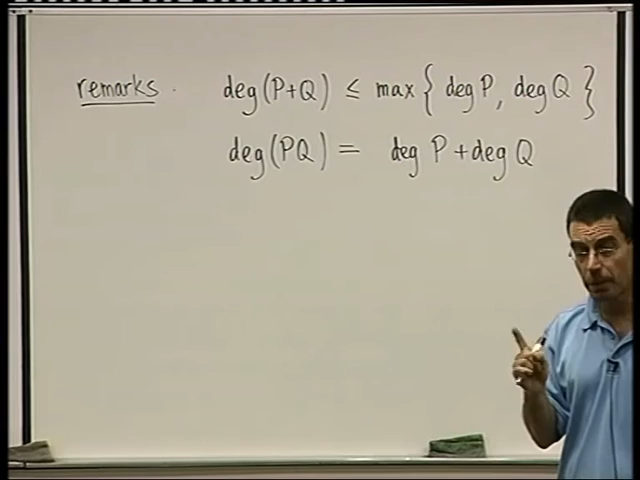 remarks. deg(P+Q) ≤ max{ deg P, deg Q }
deg(PQ) = deg P + deg Q